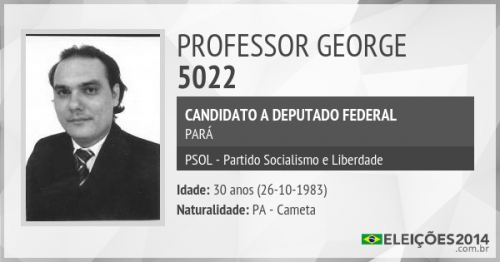 PROFESSOR GEORGE
5022
CANDIDATO A DEPUTADO FEDERAL
PARÁ
PSOL - Partido Socialismo e Liberdade
Idade: 30 anos (26-10-1983)
Naturalidade: PA - Cameta
ELEIÇÕES2014
.com.br